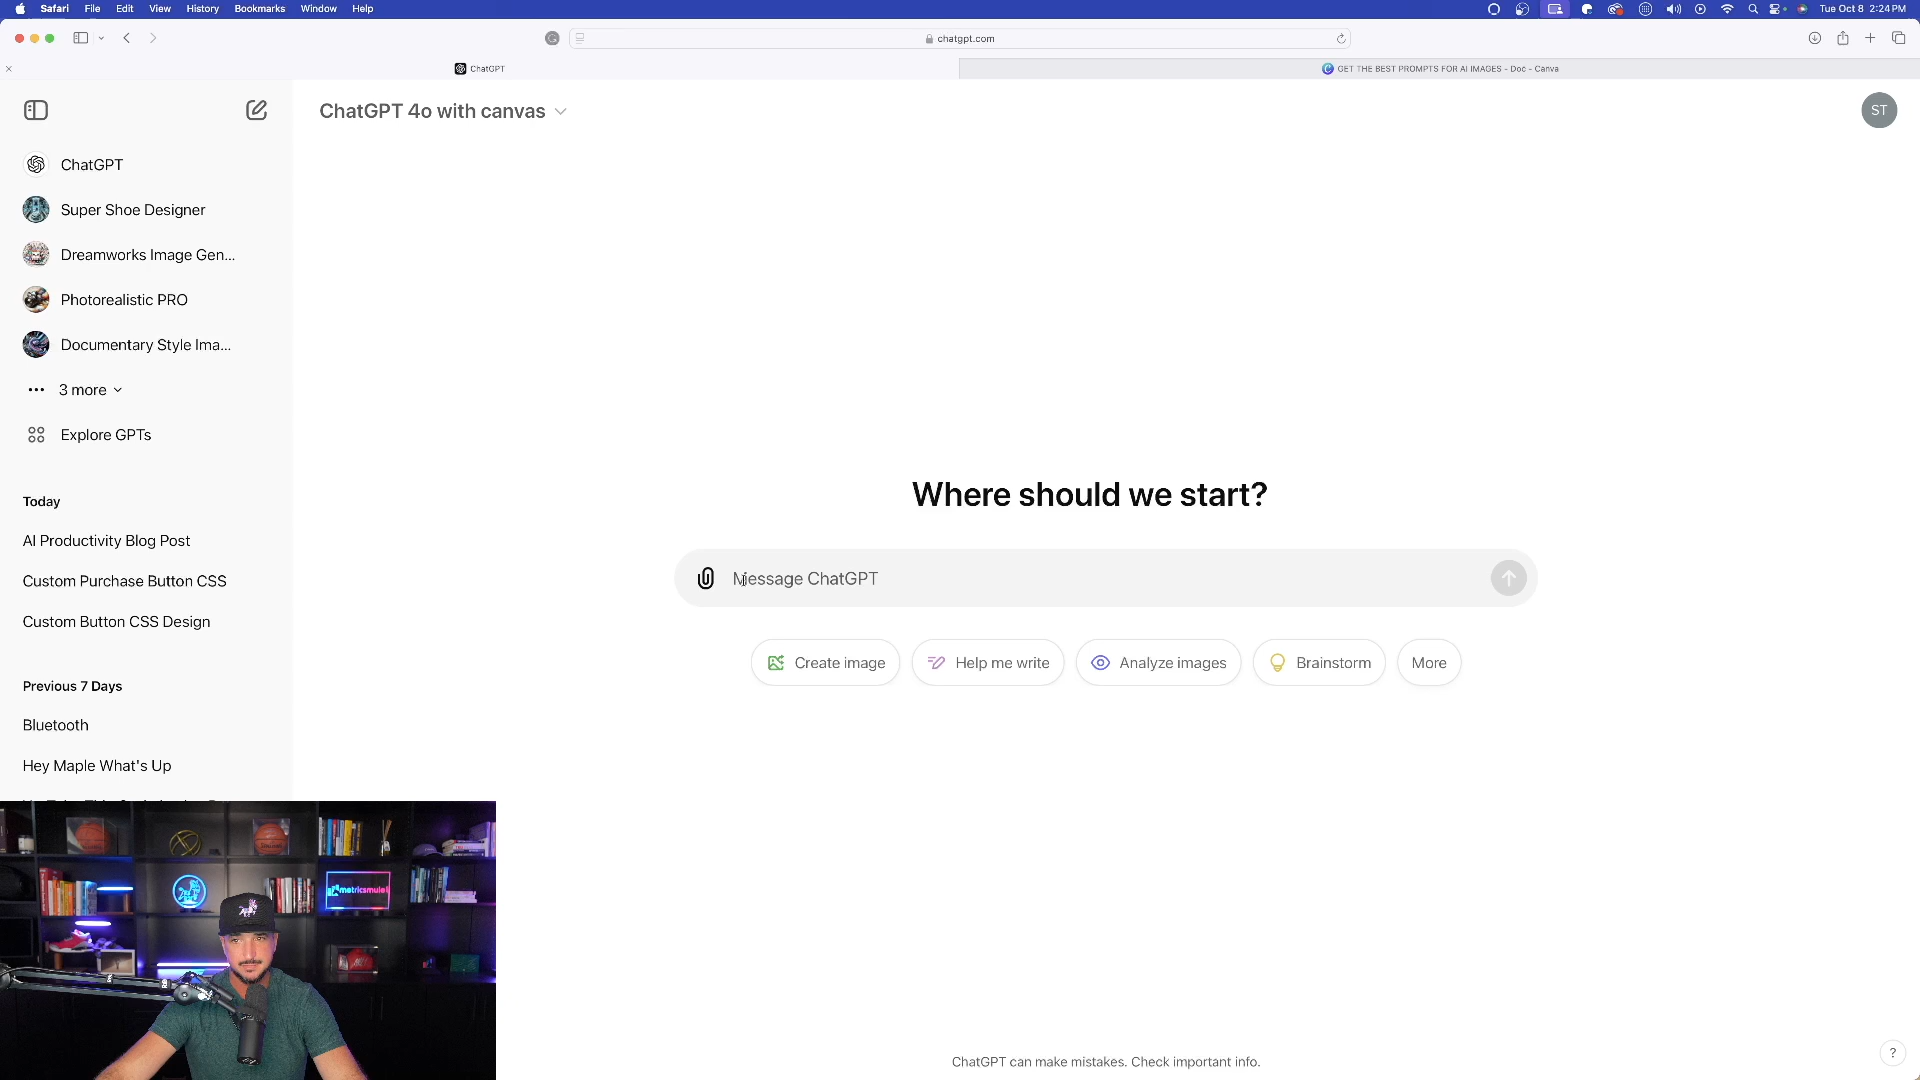 Safari File Edit View History Bookmarks Window Help
Tue Oct 8 2:24 PM
chatgpt.com
ChatGPT
GET THE BEST PROMPTS FOR AI IMAGES - Doc - Canva
ChatGPT 4o with canvas
ST
ChatGPT
Super Shoe Designer
Dreamworks Image Gen...
Photorealistic PRO
Documentary Style Ima...
3 more
Explore GPTs
Today
AI Productivity Blog Post
Custom Purchase Button CSS
Custom Button CSS Design
Previous 7 Days
Bluetooth
Hey Maple What's Up
Where should we start?
Message ChatGPT
Create image
Help me write
Analyze images
Brainstorm
More
metricsmule
ChatGPT can make mistakes. Check important info.
?